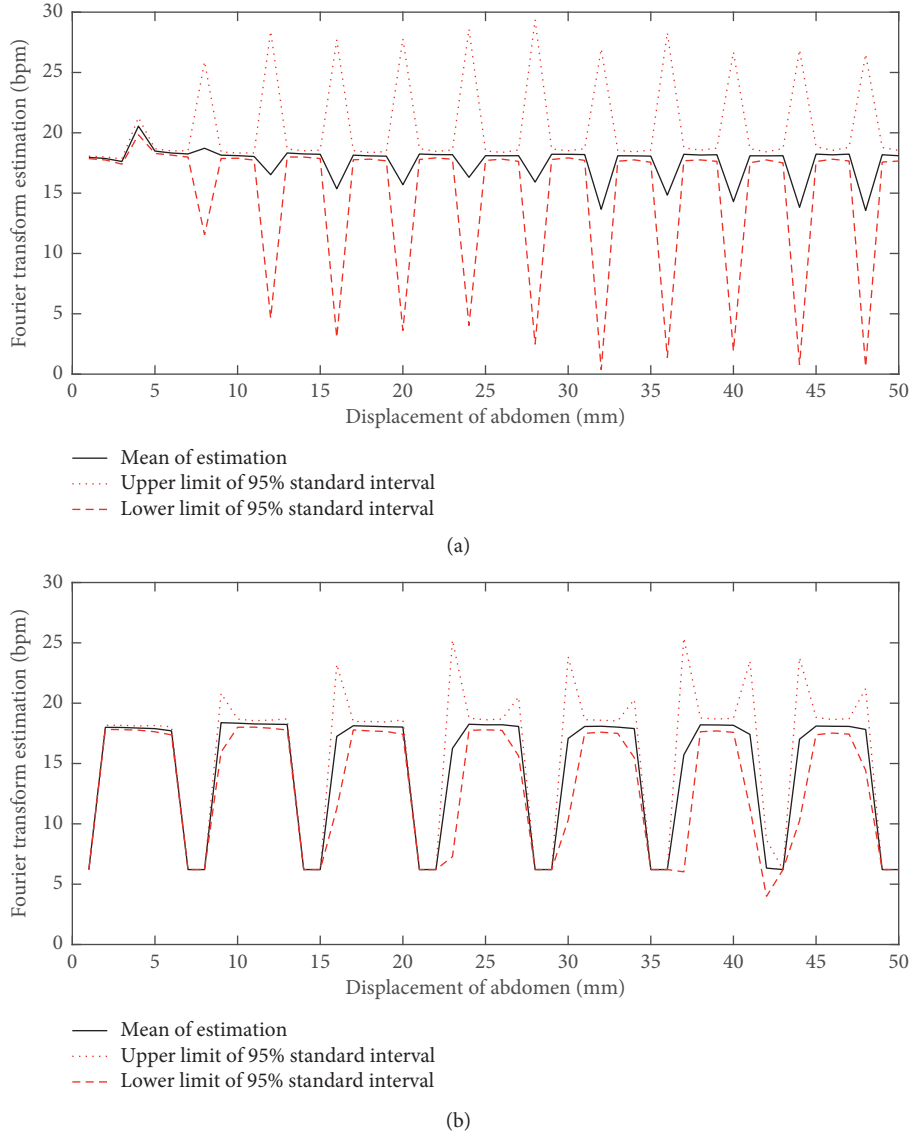 30
25
20
15
10
5
0
Fourier transform estimation (bpm)
0 5 10 15 20 25 30 35 40 45 50
Displacement of abdomen (mm)
Mean of estimation
Upper limit of 95% standard interval
Lower limit of 95% standard interval
(a)
30
25
20
15
10
5
0
Fourier transform estimation (bpm)
0 5 10 15 20 25 30 35 40 45 50
Displacement of abdomen (mm)
Mean of estimation
Upper limit of 95% standard interval
Lower limit of 95% standard interval
(b)